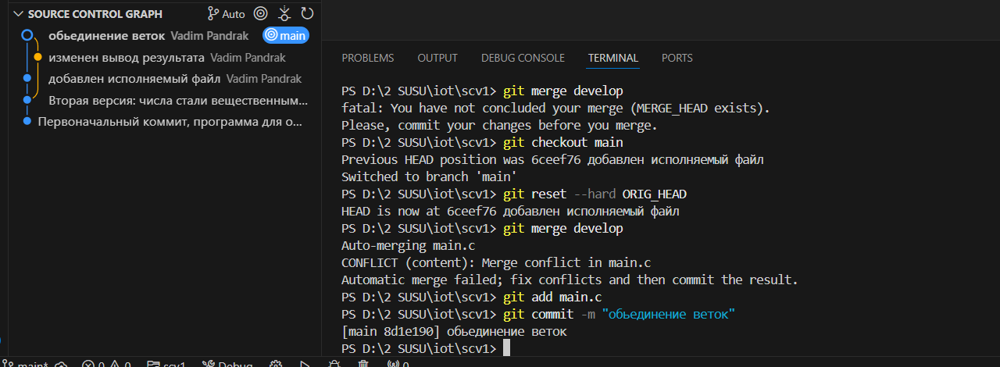 SOURCE CONTROL GRAPH Auto
обьединение веток Vadim Pandrak main
изменен вывод результата Vadim Pandrak
добавлен исполняемый файл Vadim Pandrak
Вторая версия: числа стали вещественным...
Первоначальный коммит, программа для о...
PROBLEMS OUTPUT DEBUG CONSOLE TERMINAL PORTS
PS D:\2 SUSU\iot\scv1> git merge develop
fatal: You have not concluded your merge (MERGE_HEAD exists).
Please, commit your changes before you merge.
PS D:\2 SUSU\iot\scv1> git checkout main
Previous HEAD position was 6ceef76 добавлен исполняемый файл
Switched to branch 'main'
PS D:\2 SUSU\iot\scv1> git reset --hard ORIG_HEAD
HEAD is now at 6ceef76 добавлен исполняемый файл
PS D:\2 SUSU\iot\scv1> git merge develop
Auto-merging main.c
CONFLICT (content): Merge conflict in main.c
Automatic merge failed; fix conflicts and then commit the result.
PS D:\2 SUSU\iot\scv1> git add main.c
PS D:\2 SUSU\iot\scv1> git commit -m "обьединение веток"
[main 8d1e190] обьединение веток
PS D:\2 SUSU\iot\scv1>
main* 0 0 scv1 Debug 0